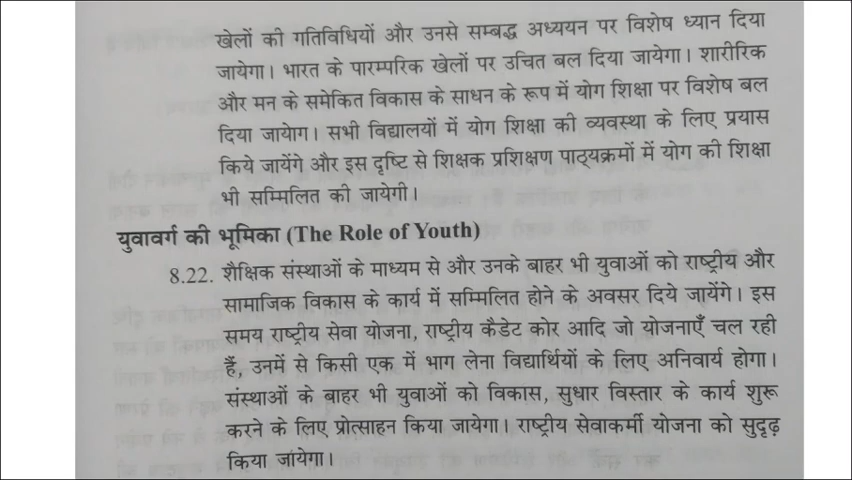 खेलों की गतिविधियों और उनसे सम्बद्ध अध्ययन पर विशेष ध्यान दिया
जायेगा। भारत के पारम्परिक खेलों पर उचित बल दिया जायेगा। शारीरिक
और मन के समेकित विकास के साधन के रूप में योग शिक्षा पर विशेष बल
दिया जायेाग। सभी विद्यालयों में योग शिक्षा की व्यवस्था के लिए प्रयास
किये जायेंगे और इस दृष्टि से शिक्षक प्रशिक्षण पाठ्यक्रमों में योग की शिक्षा
भी सम्मिलित की जायेगी।
युवावर्ग की भूमिका (The Role of Youth)
8.22. शैक्षिक संस्थाओं के माध्यम से और उनके बाहर भी युवाओं को राष्ट्रीय और
सामाजिक विकास के कार्य में सम्मिलित होने के अवसर दिये जायेंगे। इस
समय राष्ट्रीय सेवा योजना, राष्ट्रीय कैडेट कोर आदि जो योजनाएँ चल रही
हैं, उनमें से किसी एक में भाग लेना विद्यार्थियों के लिए अनिवार्य होगा।
संस्थाओं के बाहर भी युवाओं को विकास, सुधार विस्तार के कार्य शुरू
करने के लिए प्रोत्साहन किया जायेगा। राष्ट्रीय सेवाकर्मी योजना को सुदृढ़
किया जायेगा।